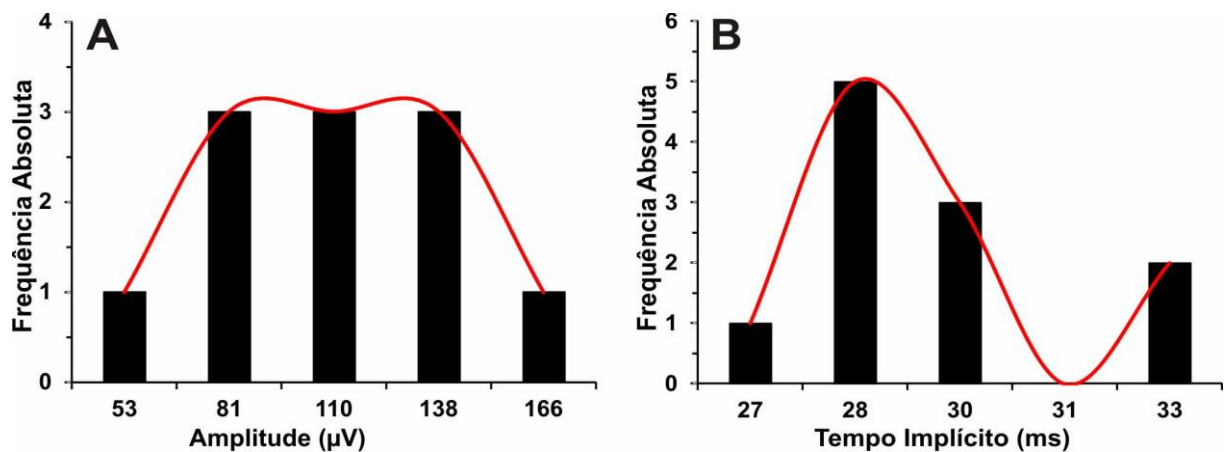 A
Frequência Absoluta
4
3
2
1
0
53 81 110 138 166
Amplitude (µV)
B
Frequência Absoluta
6
5
4
3
2
1
0
27 28 30 31 33
Tempo Implícito (ms)